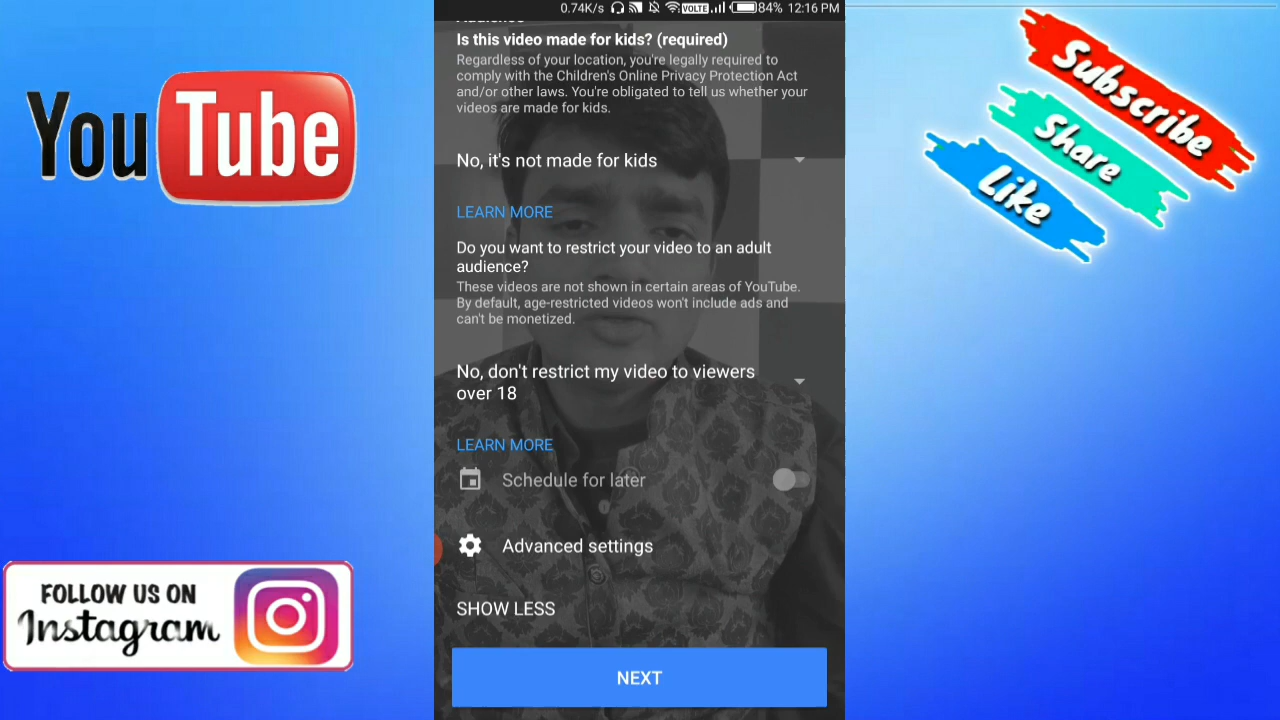 0.74K/s VOLTE 84% 12:16 PM
Audience
Is this video made for kids? (required)
Regardless of your location, you're legally required to
comply with the Children's Online Privacy Protection Act
and/or other laws. You're obligated to tell us whether your
videos are made for kids.
No, it's not made for kids
LEARN MORE
Do you want to restrict your video to an adult
audience?
These videos are not shown in certain areas of YouTube.
By default, age-restricted videos won't include ads and
can't be monetized.
No, don't restrict my video to viewers
over 18
LEARN MORE
Schedule for later
Advanced settings
SHOW LESS
NEXT
YouTube
FOLLOW US ON
Instagram
Subscribe
Share
Like